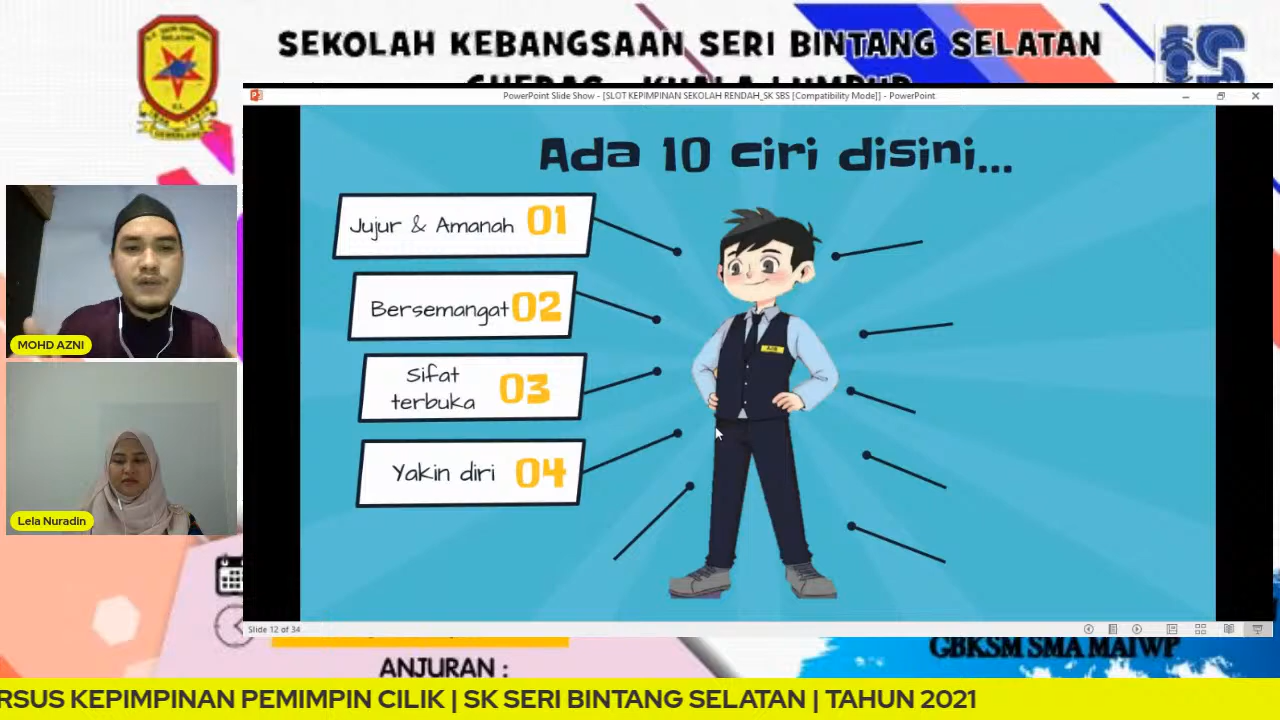 SEKOLAH KEBANGSAAN SERI BINTANG SELATAN
PowerPoint Slide Show - [SLOT KEPIMPINAN SEKOLAH RENDAH_SK SBS [Compatibility Mode]] - PowerPoint
Ada 10 ciri disini...
Jujur & Amanah 01
Bersemangat 02
Sifat
terbuka 03
Yakin diri 04
MOHD AZNI
Lela Nuradin
Slide 12 of 34
GBKSM SMA MAIWP
ANJURAN :
KEPIMPINAN PEMIMPIN CILIK | SK SERI BINTANG SELATAN | TAHUN 2021